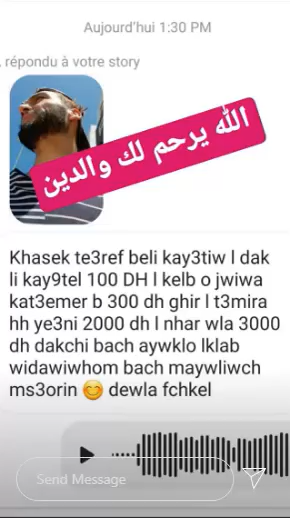 Aujourd'hui 1:30 PM
répondu à votre story
الله يرحم لك والدين
Khasek te3ref beli kay3tiw l dak
li kay9tel 100 DH l kelb o jwiwa
kat3emer b 300 dh ghir l t3mira
hh ye3ni 2000 dh l nhar wla 3000
dh dakchi bach aywklo lklab
widawiwhom bach maywliwch
ms3orin 😊 dewla fchkel
Send Message